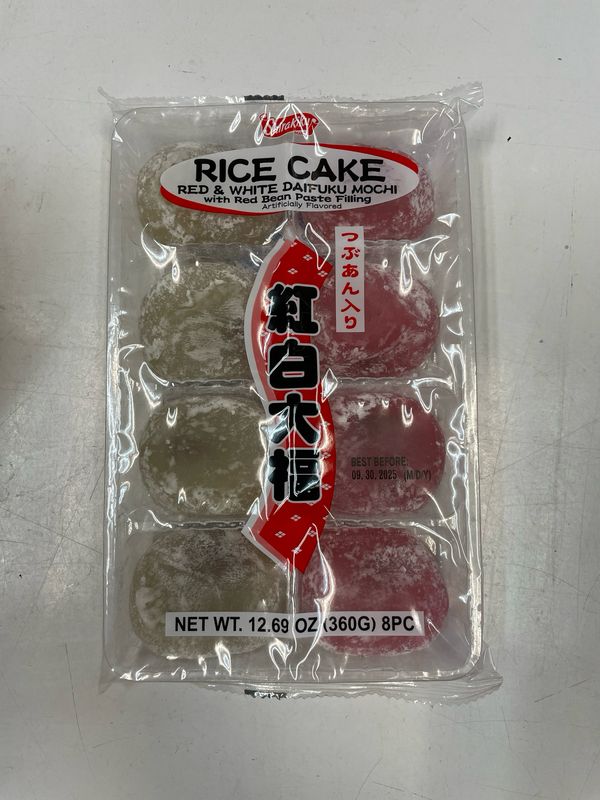 Shirakiku
RICE CAKE
RED & WHITE DAIFUKU MOCHI
with Red Bean Paste Filling
Artificially Flavored
つぶあん入り
紅白大福
BEST BEFORE:
09. 30. 2025 (M/D/Y)
NET WT. 12.69 OZ (360G) 8PC